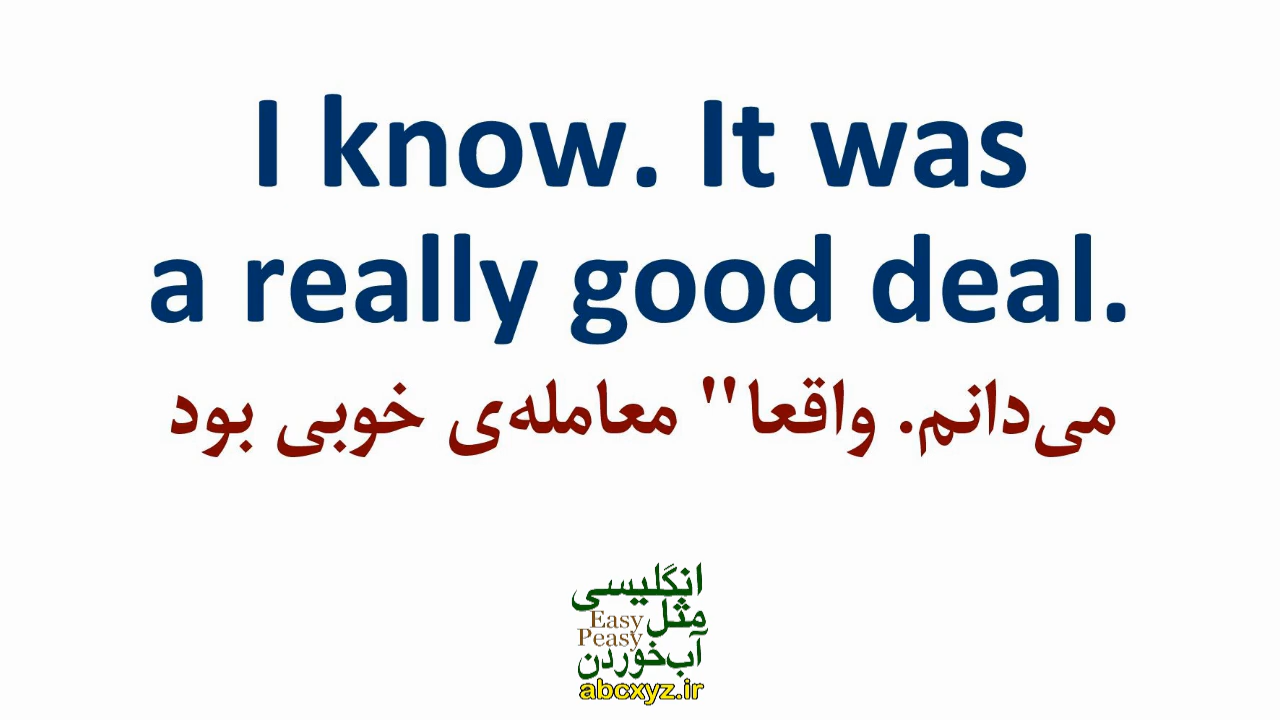 I know. It was
a really good deal.
می‌دانم. واقعا" معامله‌ی خوبی بود
انگلیسی
مثل
Easy
Peasy
آب‌خوردن
abcxyz.ir